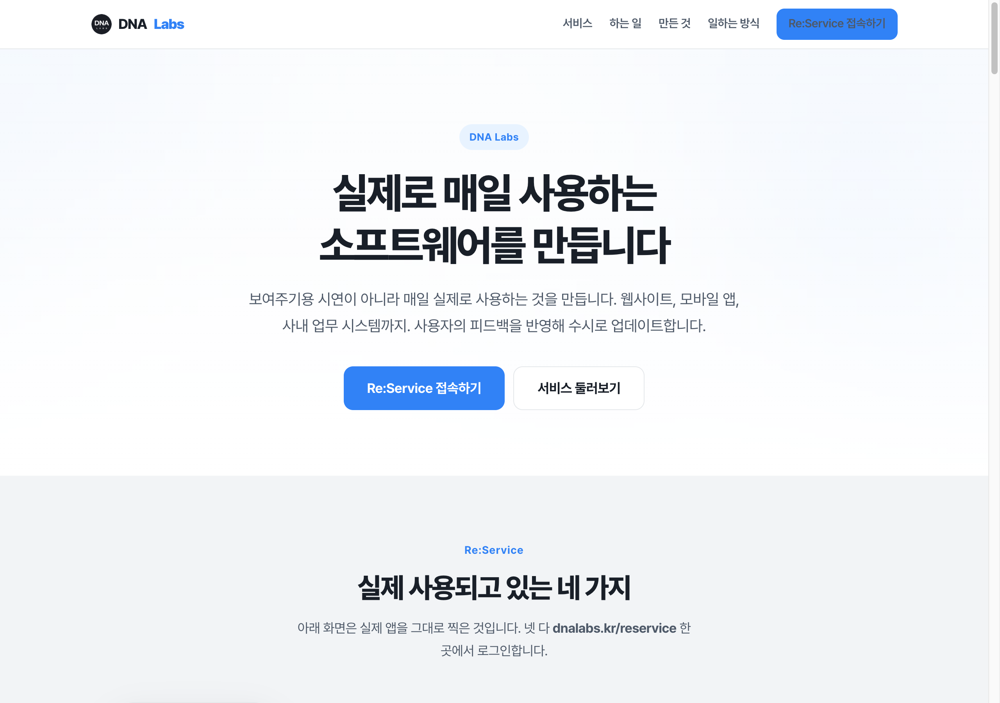 DNA LABS
DNA Labs
서비스 하는 일 만든 것 일하는 방식 Re:Service 접속하기
DNA Labs
실제로 매일 사용하는
소프트웨어를 만듭니다
보여주기용 시연이 아니라 매일 실제로 사용하는 것을 만듭니다. 웹사이트, 모바일 앱,
사내 업무 시스템까지. 사용자의 피드백을 반영해 수시로 업데이트합니다.
Re:Service 접속하기 서비스 둘러보기
Re:Service
실제 사용되고 있는 네 가지
아래 화면은 실제 앱을 그대로 찍은 것입니다. 넷 다 dnalabs.kr/reservice 한
곳에서 로그인합니다.